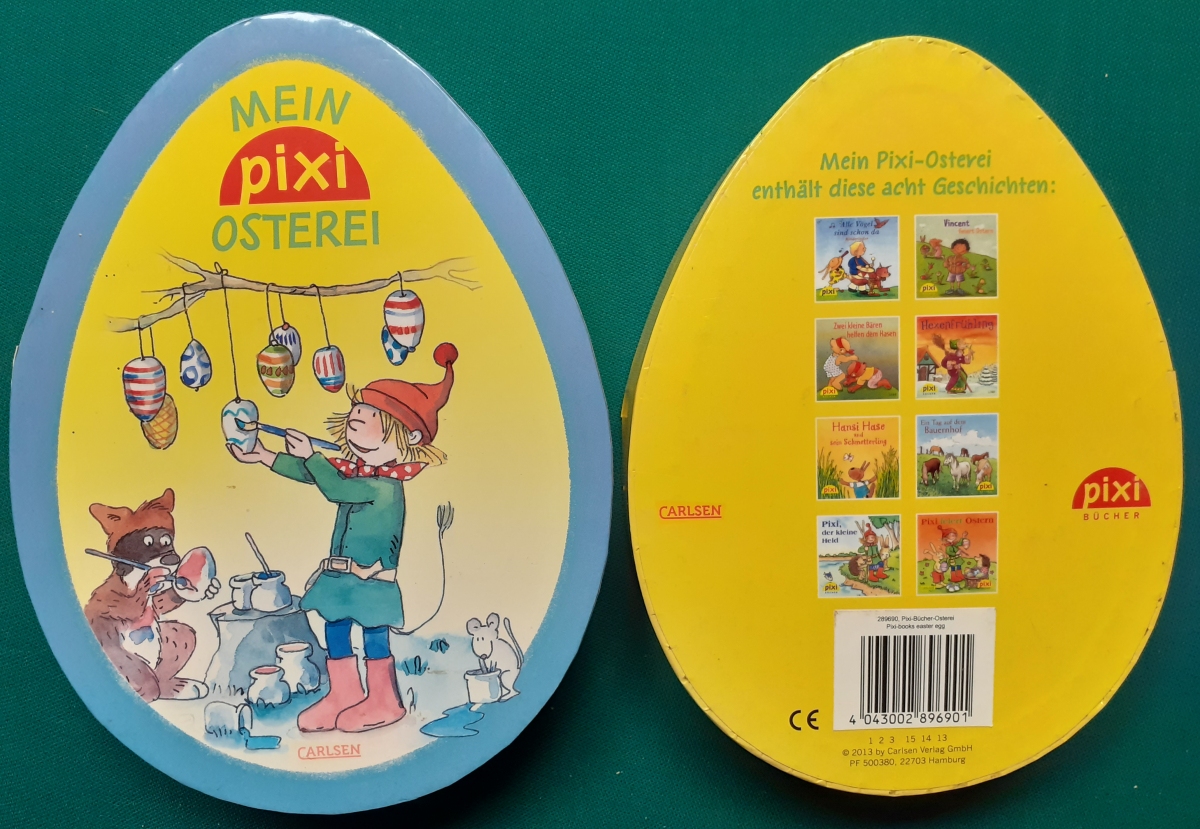 MEIN
pixi
OSTEREI
CARLSEN
Mein Pixi-Osterei
enthält diese acht Geschichten:
Alle Vögel
sind schon da
pixi
Vincent
pixi
Zwei kleine Bären
helfen dem Hasen
pixi
Hexenfrühling
pixi
Hansi Hase
und
sein Schmetterling
pixi
Ein Tag auf dem
Bauernhof
pixi
Pixi,
der kleine
Held
pixi
Pixi feiert Ostern
pixi
CARLSEN
pixi
BÜCHER
289690, Pixi-Bücher-Osterei
Pixi-books easter egg
4 043002 896901
CE
1 2 3 15 14 13
© 2013 by Carlsen Verlag GmbH
PF 500380, 22703 Hamburg